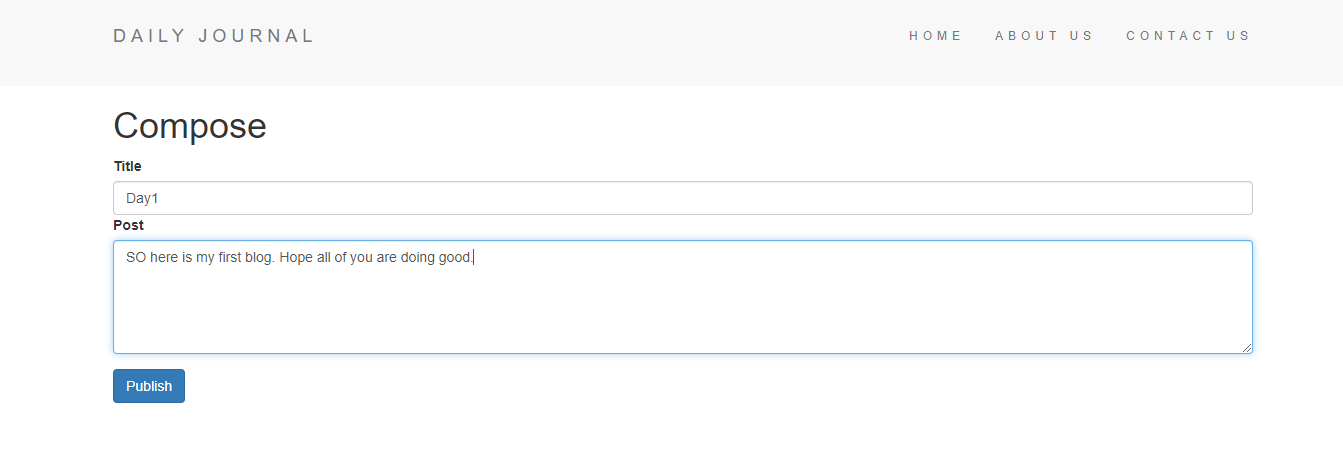 DAILY JOURNAL HOME ABOUT US CONTACT US
Compose
Title
Day1
Post
SO here is my first blog. Hope all of you are doing good.
Publish